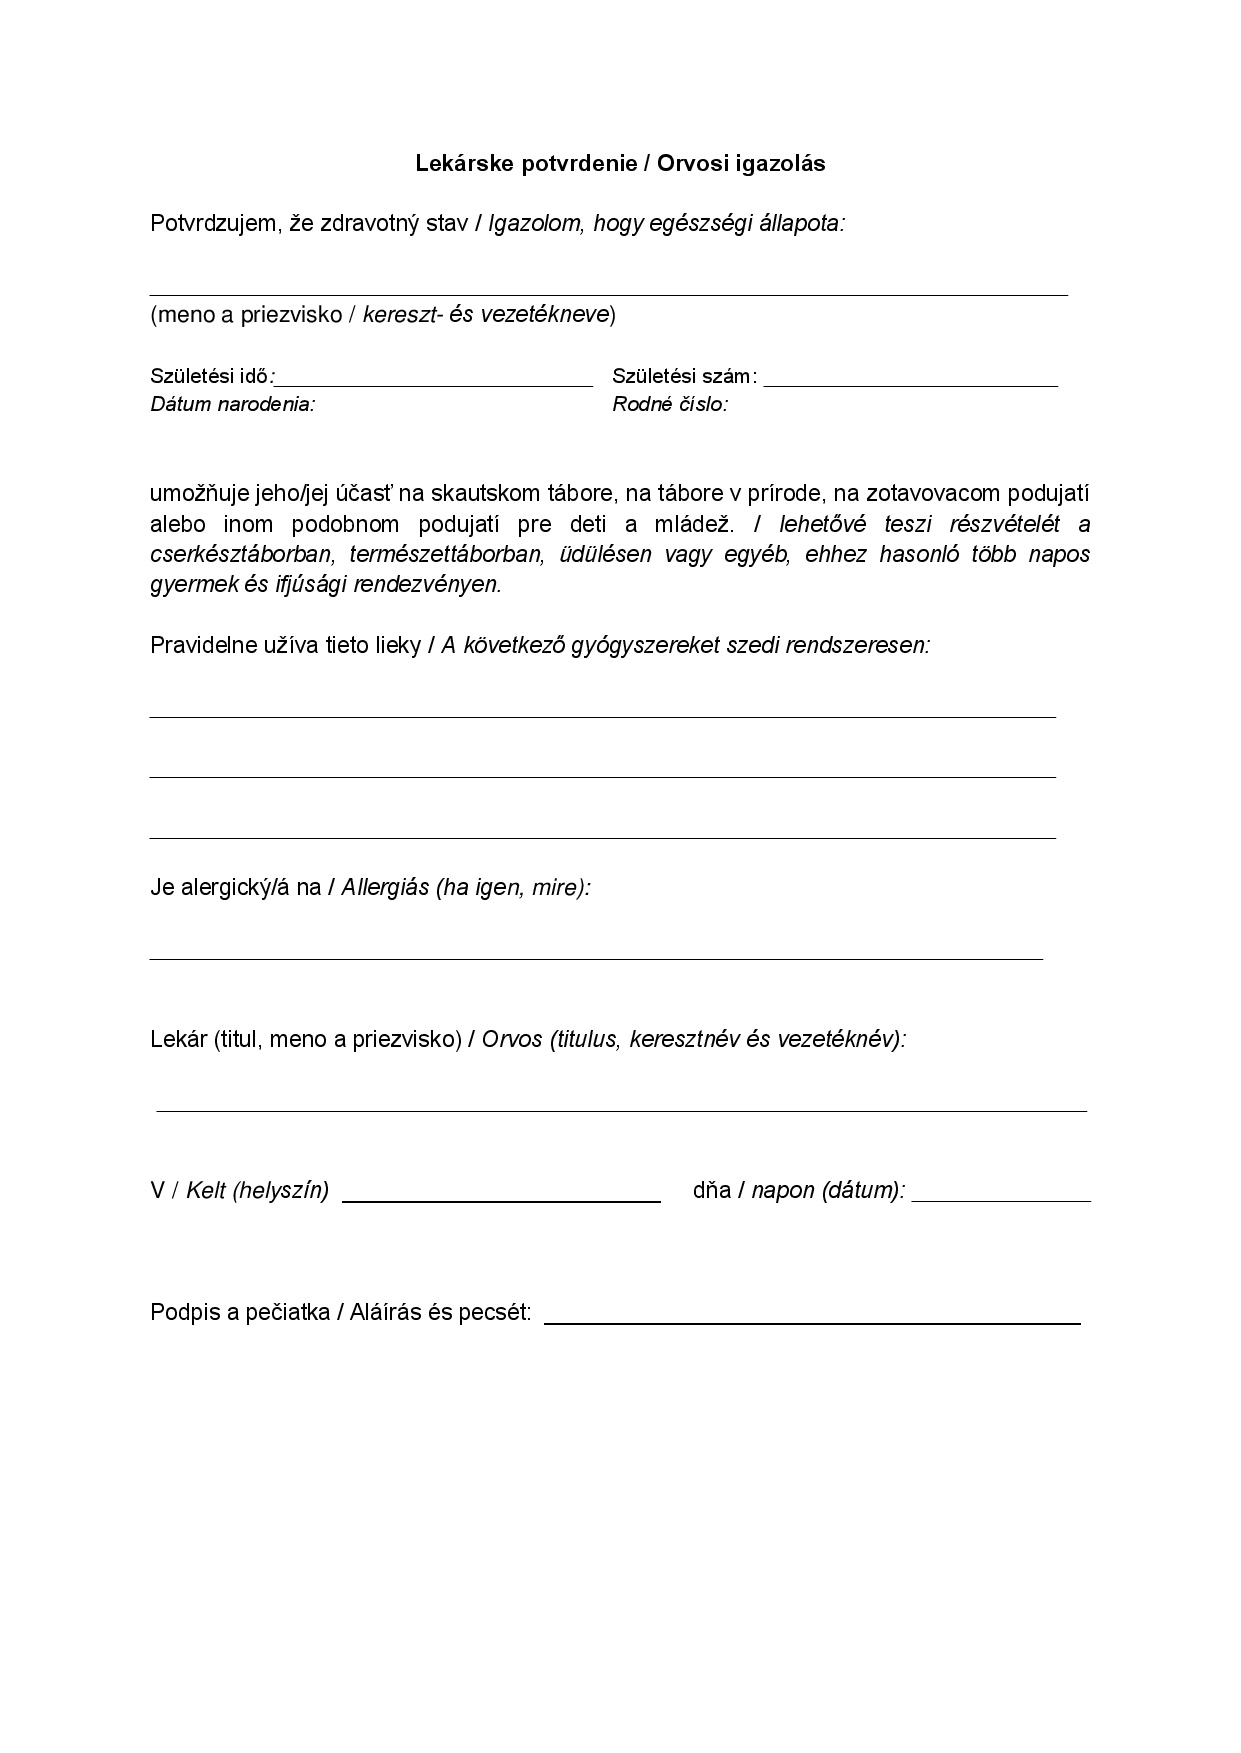 Lekárske potvrdenie / Orvosi igazolás
Potvrdzujem, že zdravotný stav / Igazolom, hogy egészségi állapota:
(meno a priezvisko / kereszt- és vezetékneve)
Születési idő:____________________________ Születési szám: __________________________
Dátum narodenia: Rodné číslo:
umožňuje jeho/jej účasť na skautskom tábore, na tábore v prírode, na zotavovacom podujatí
alebo inom podobnom podujatí pre deti a mládež. / lehetővé teszi részvételét a
cserkésztáborban, természettáborban, üdülésen vagy egyéb, ehhez hasonló több napos
gyermek és ifjúsági rendezvényen.
Pravidelne užíva tieto lieky / A következő gyógyszereket szedi rendszeresen:
Je alergický/á na / Allergiás (ha igen, mire):
Lekár (titul, meno a priezvisko) / Orvos (titulus, keresztnév és vezetéknév):
V / Kelt (helyszín) __________________________ dňa / napon (dátum): ______________
Podpis a pečiatka / Aláírás és pecsét: ____________________________________________